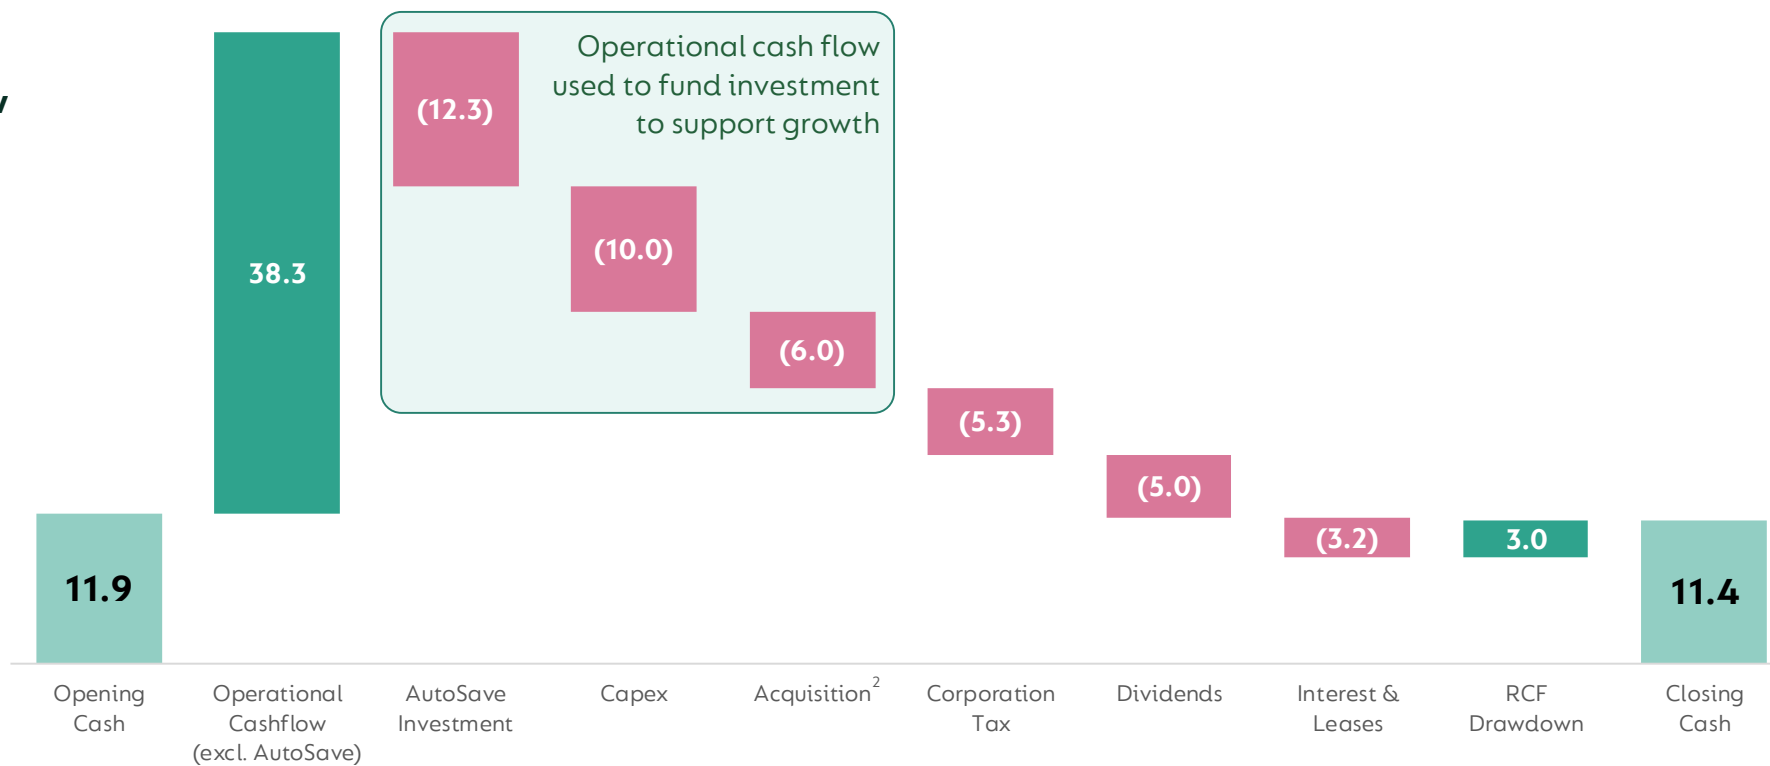 Operational cash flow
used to fund investment
to support growth
(12.3)
(10.0)
38.3
(6.0)
(5.3)
(5.0)
(3.2)
3.0
11.9
11.4
Opening
Cash
Operational
Cashflow
(excl. AutoSave)
AutoSave
Investment
Capex
Acquisition²
Corporation
Tax
Dividends
Interest &
Leases
RCF
Drawdown
Closing
Cash